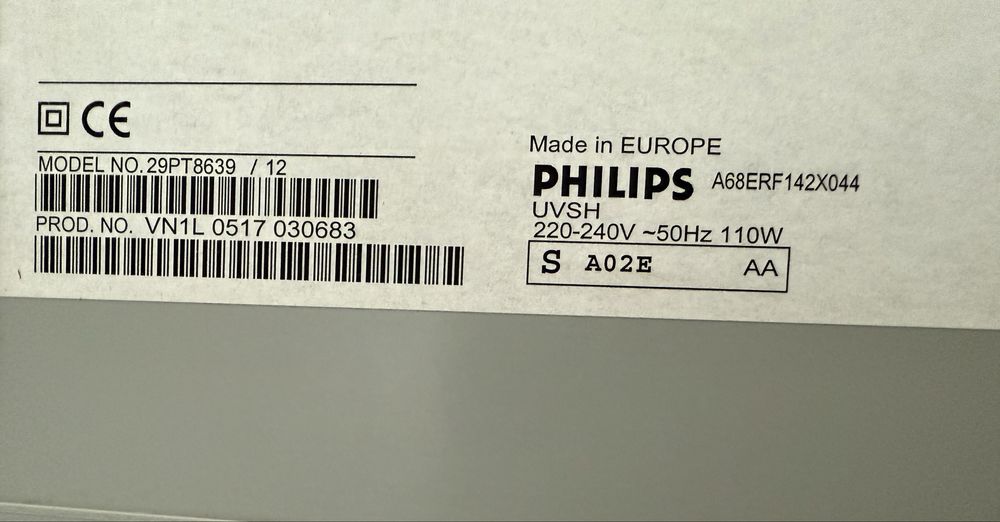 CE
MODEL NO. 29PT8639 / 12
PROD. NO. VN1L 0517 030683
Made in EUROPE
PHILIPS A68ERF142X044
UVSH
220-240V ~50Hz 110W
S A02E AA